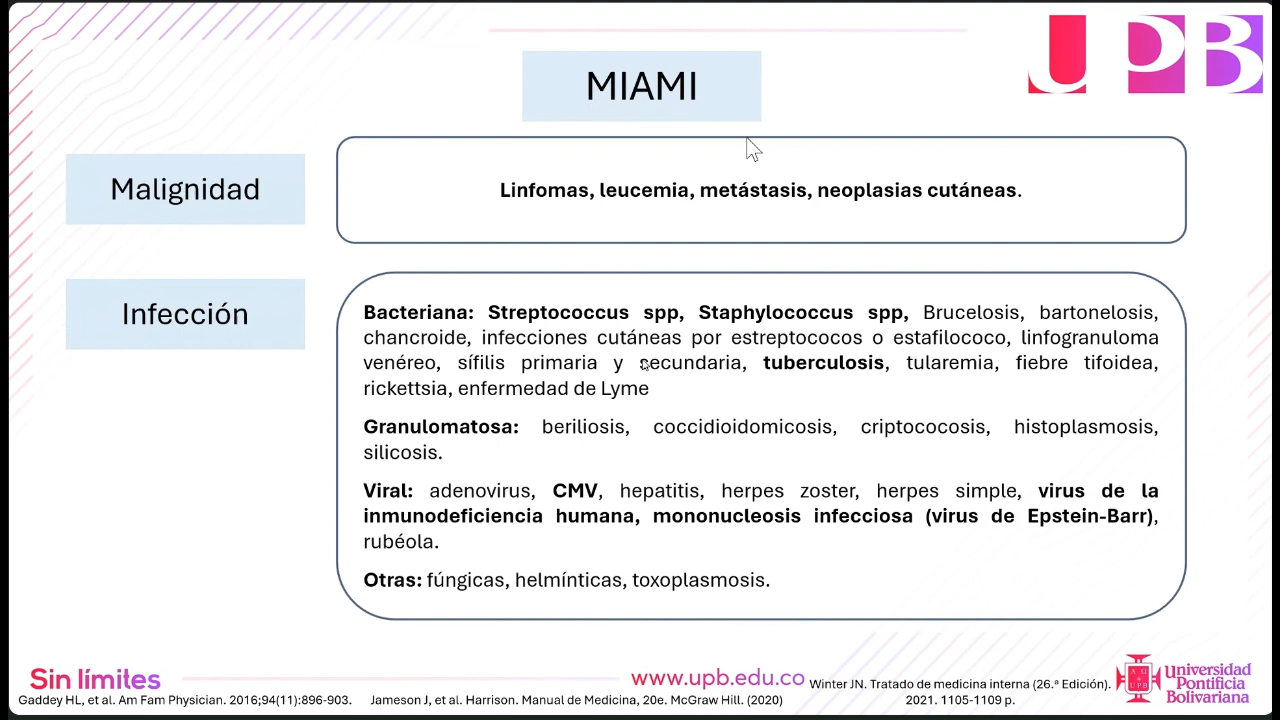 UPB
MIAMI
Malignidad
Linfomas, leucemia, metástasis, neoplasias cutáneas.
Infección
Bacteriana: Streptococcus spp, Staphylococcus spp, Brucelosis, bartonelosis,
chancroide, infecciones cutáneas por estreptococos o estafilococo, linfogranuloma
venéreo, sífilis primaria y secundaria, tuberculosis, tularemia, fiebre tifoidea,
rickettsia, enfermedad de Lyme
Granulomatosa: beriliosis, coccidioidomicosis, criptococosis, histoplasmosis,
silicosis.
Viral: adenovirus, CMV, hepatitis, herpes zoster, herpes simple, virus de la
inmunodeficiencia humana, mononucleosis infecciosa (virus de Epstein-Barr),
rubéola.
Otras: fúngicas, helmínticas, toxoplasmosis.
Sin límites
www.upb.edu.co
Gaddey HL, et al. Am Fam Physician. 2016;94(11):896-903.
Jameson J, et al. Harrison. Manual de Medicina, 20e. McGraw Hill. (2020)
Winter JN. Tratado de medicina interna (26.ª Edición).
2021. 1105-1109 p.
Universidad
Pontificia
Bolivariana